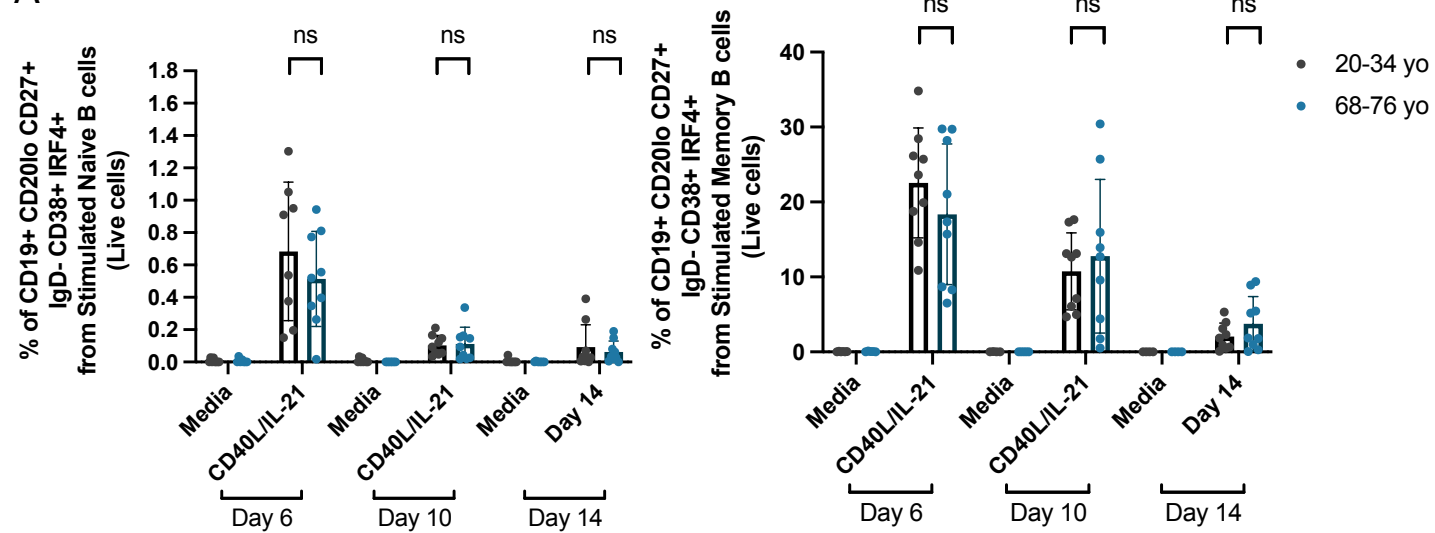 A
ns ns ns
% of CD19+ CD20lo CD27+
IgD- CD38+ IRF4+
from Stimulated Naive B cells
(Live cells)
1.8
1.6
1.4
1.2
1.0
0.8
0.6
0.4
0.2
0.0
Media CD40L/IL-21 Media CD40L/IL-21 Media Day 14
Day 6 Day 10 Day 14
ns ns ns
% of CD19+ CD20lo CD27+
IgD- CD38+ IRF4+
from Stimulated Memory B cells
(Live cells)
40
30
20
10
0
Media CD40L/IL-21 Media CD40L/IL-21 Media Day 14
Day 6 Day 10 Day 14
20-34 yo
68-76 yo